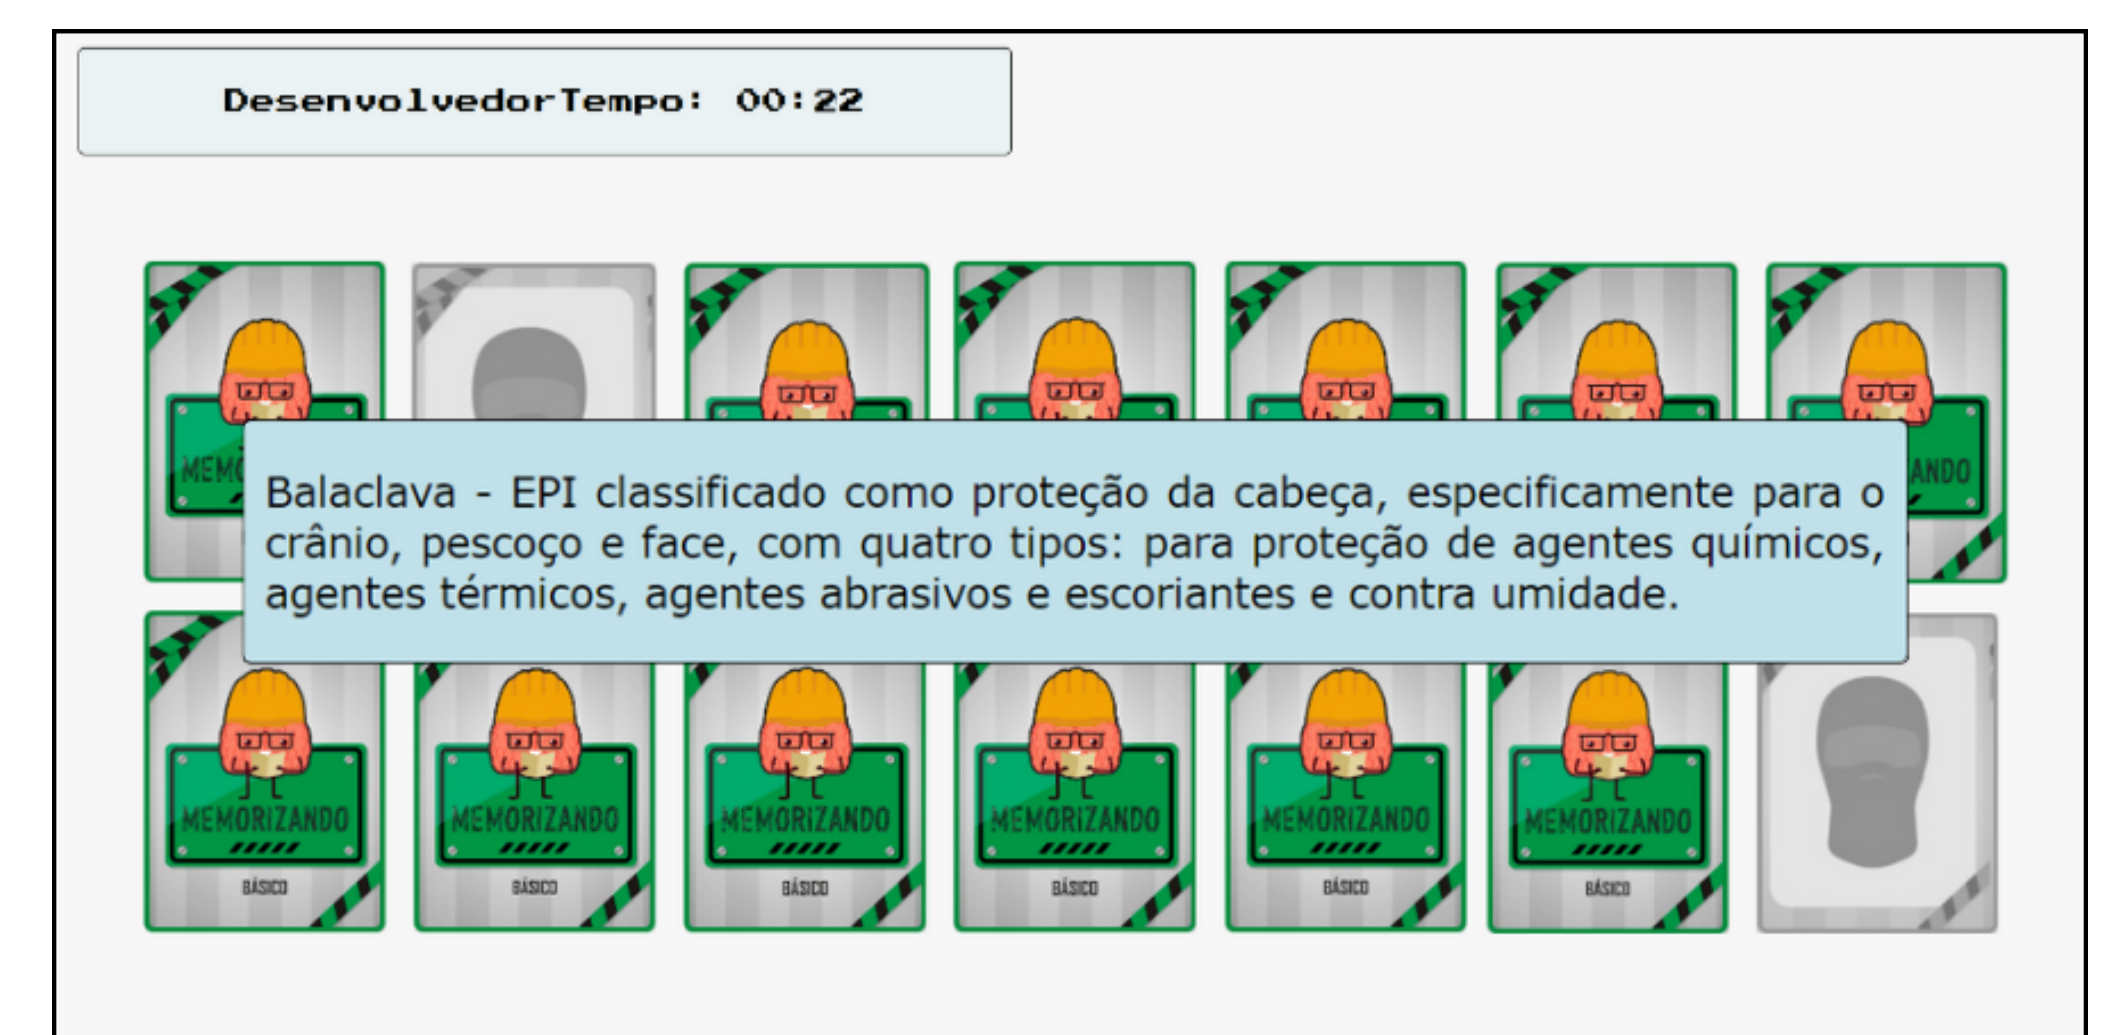 DesenvolvedorTempo: 00:22
MEMO
ANDO
Balaclava - EPI classificado como proteção da cabeça, especificamente para o
crânio, pescoço e face, com quatro tipos: para proteção de agentes químicos,
agentes térmicos, agentes abrasivos e escoriantes e contra umidade.
MEMORIZANDO MEMORIZANDO MEMORIZANDO MEMORIZANDO MEMORIZANDO MEMORIZANDO
BÁSICO BÁSICO BÁSICO BÁSICO BÁSICO BÁSICO